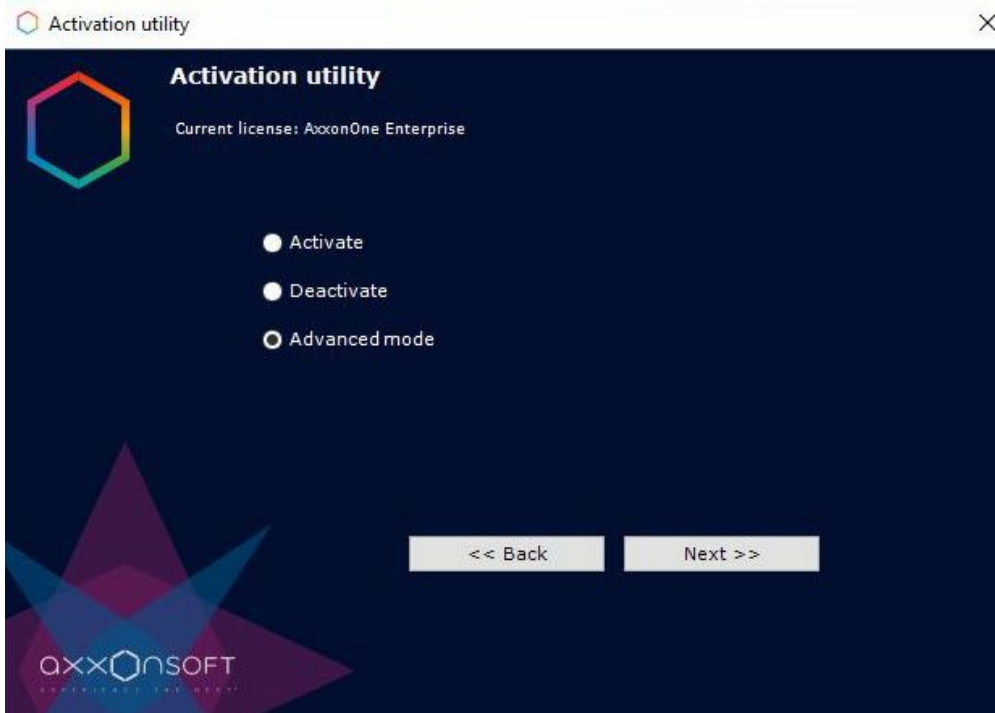 Activation utility
Activation utility
Current license: AxxonOne Enterprise
Activate
Deactivate
Advanced mode
<< Back
Next >>
axxonsoft